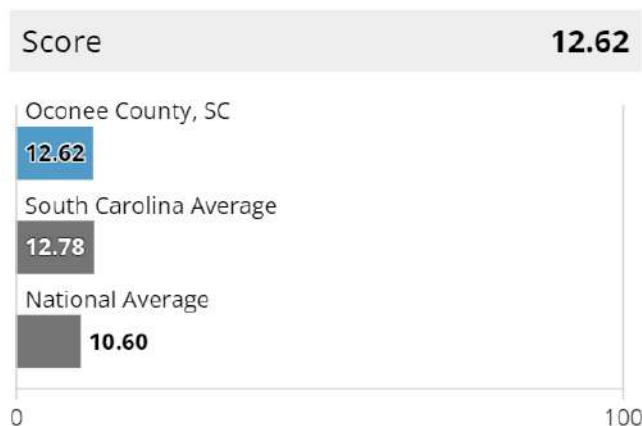 Score 12.62
Oconee County, SC
12.62
South Carolina Average
12.78
National Average
10.60
0 100